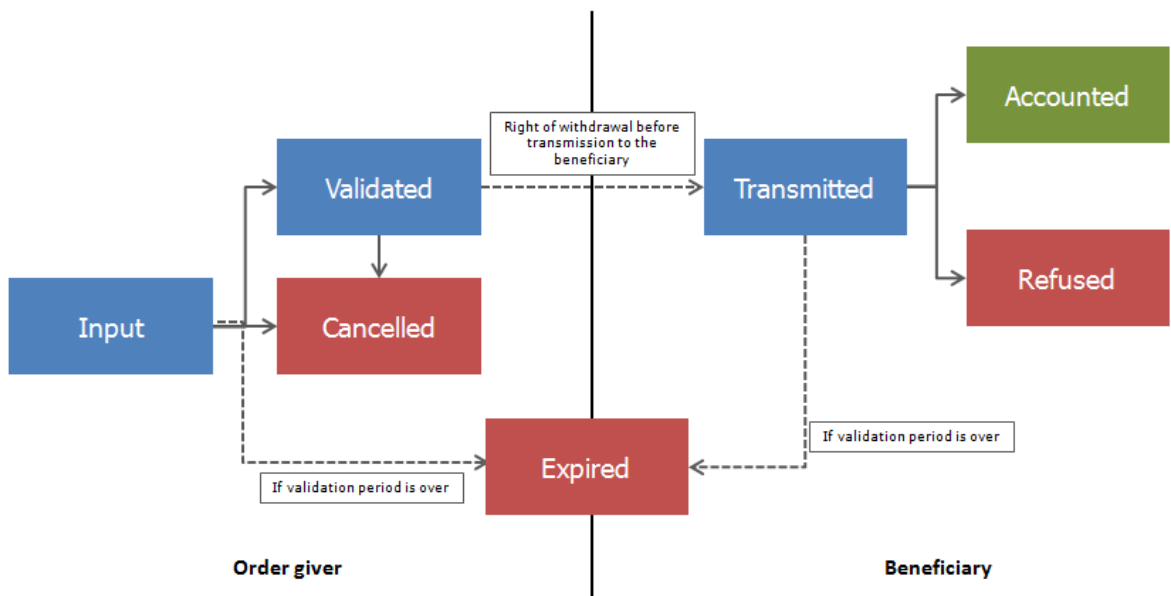 Accounted
Right of withdrawal before
transmission to the
beneficiary
Validated
Transmitted
Input
Cancelled
Refused
If validation period is over
Expired
If validation period is over
Order giver
Beneficiary